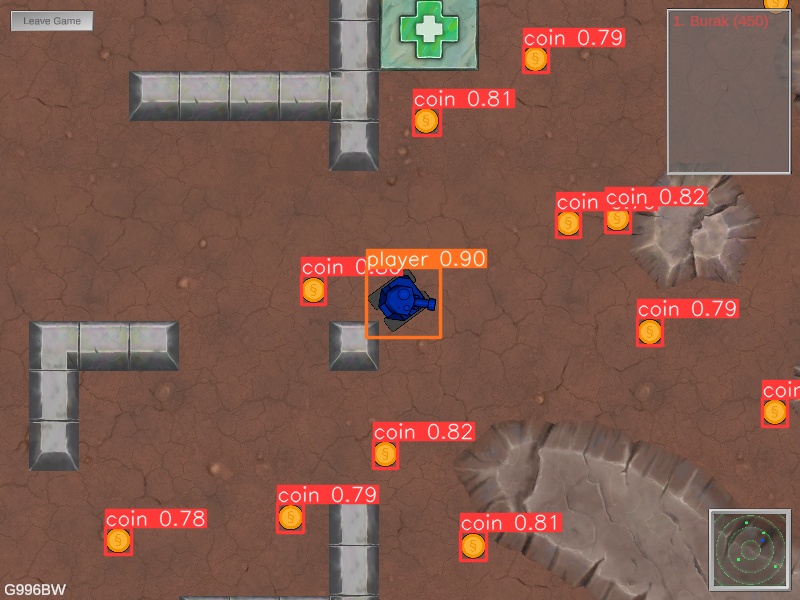 Leave Game
1. Burak (450)
coin 0.79
coin 0.81
coin
coin 0.82
player 0.90
coin
coin 0.79
coin
coin 0.82
coin 0.79
coin 0.78
coin 0.81
G996BW